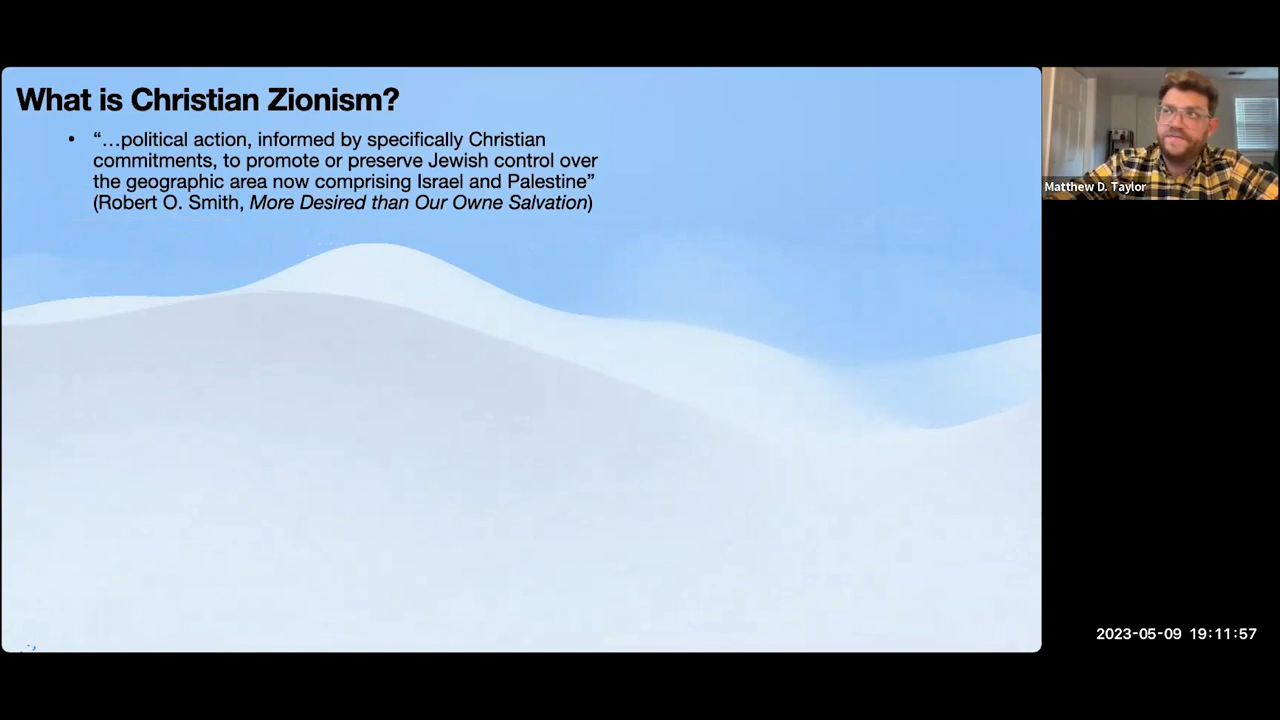 What is Christian Zionism?
• “…political action, informed by specifically Christian
commitments, to promote or preserve Jewish control over
the geographic area now comprising Israel and Palestine”
(Robert O. Smith, More Desired than Our Owne Salvation)
Matthew D. Taylor
2023-05-09 19:11:57